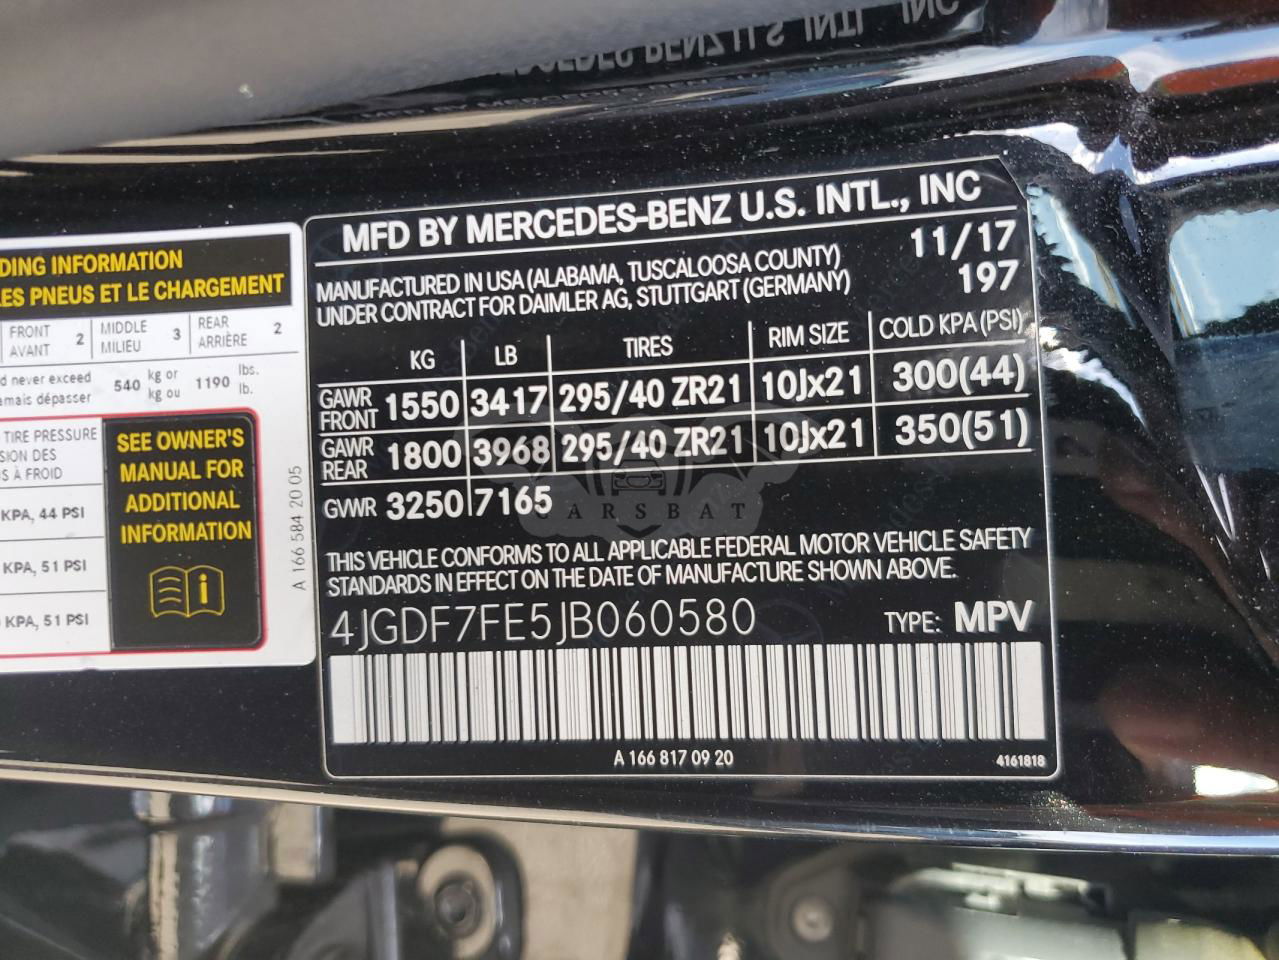 MFD BY MERCEDES-BENZ U.S. INTL., INC
MANUFACTURED IN USA (ALABAMA, TUSCALOOSA COUNTY) 11/17
UNDER CONTRACT FOR DAIMLER AG, STUTTGART (GERMANY) 197
KG LB TIRES RIM SIZE COLD KPA (PSI)
GAWR FRONT 1550 3417 295/40 ZR21 10Jx21 300(44)
GAWR REAR 1800 3968 295/40 ZR21 10Jx21 350(51)
GVWR 3250 7165
CARSBAT
THIS VEHICLE CONFORMS TO ALL APPLICABLE FEDERAL MOTOR VEHICLE SAFETY
STANDARDS IN EFFECT ON THE DATE OF MANUFACTURE SHOWN ABOVE.
4JGDF7FE5JB060580 TYPE: MPV
A 166 817 09 20 4161818
INFORMATION
PNEUS ET LE CHARGEMENT
FRONT 2 MIDDLE 3 REAR 2
AVANT MILIEU ARRIÈRE
never exceed 540 kg or 1190 lbs.
dépasser kg ou lb.
TIRE PRESSURE
DES
À FROID
KPA, 44 PSI
KPA, 51 PSI
KPA, 51 PSI
SEE OWNER'S
MANUAL FOR
ADDITIONAL
INFORMATION
A 166 584 20 05